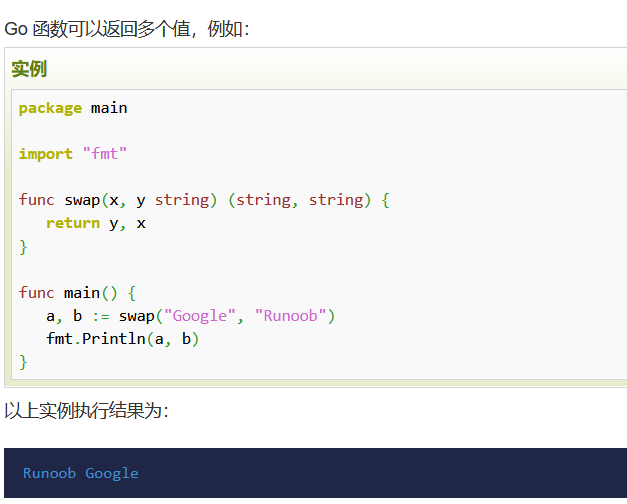 Go 函数可以返回多个值，例如：
实例
package main
import "fmt"
func swap(x, y string) (string, string) {
return y, x
}
func main() {
a, b := swap("Google", "Runoob")
fmt.Println(a, b)
}
以上实例执行结果为：
Runoob Google